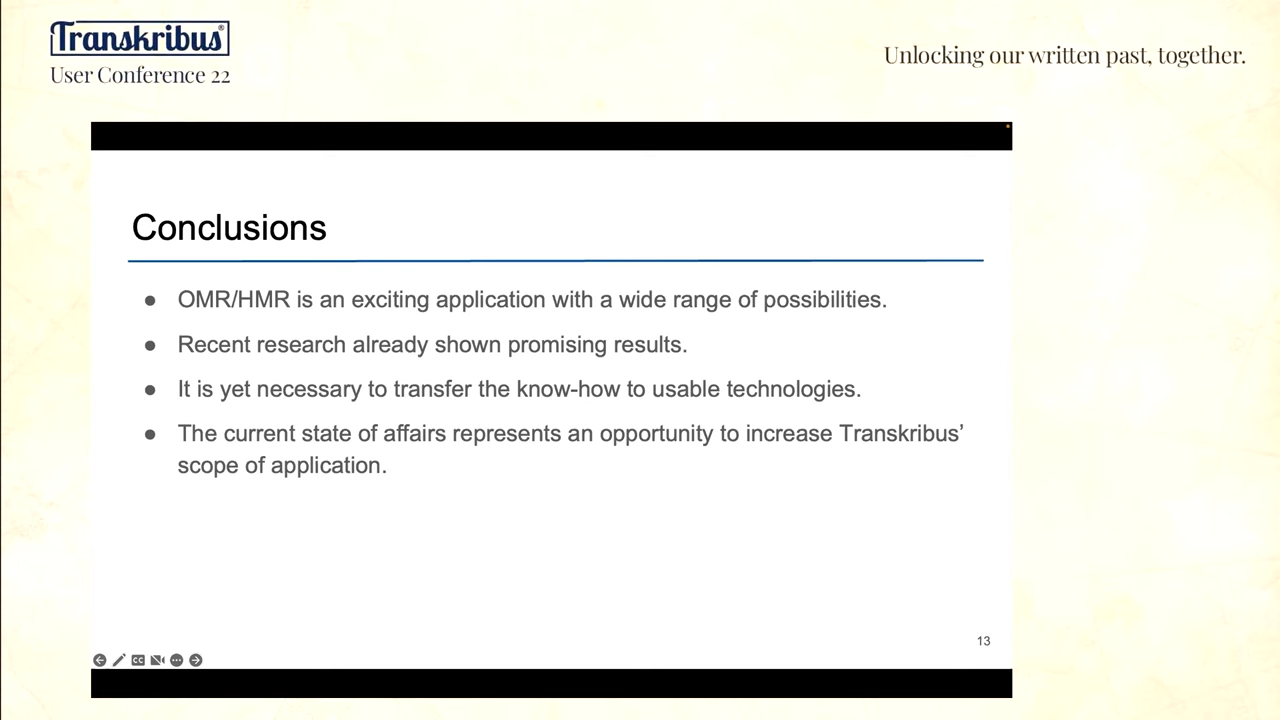 Transkribus®
User Conference 22
Unlocking our written past, together.
Conclusions
● OMR/HMR is an exciting application with a wide range of possibilities.
● Recent research already shown promising results.
● It is yet necessary to transfer the know-how to usable technologies.
● The current state of affairs represents an opportunity to increase Transkribus’
scope of application.
13
CC